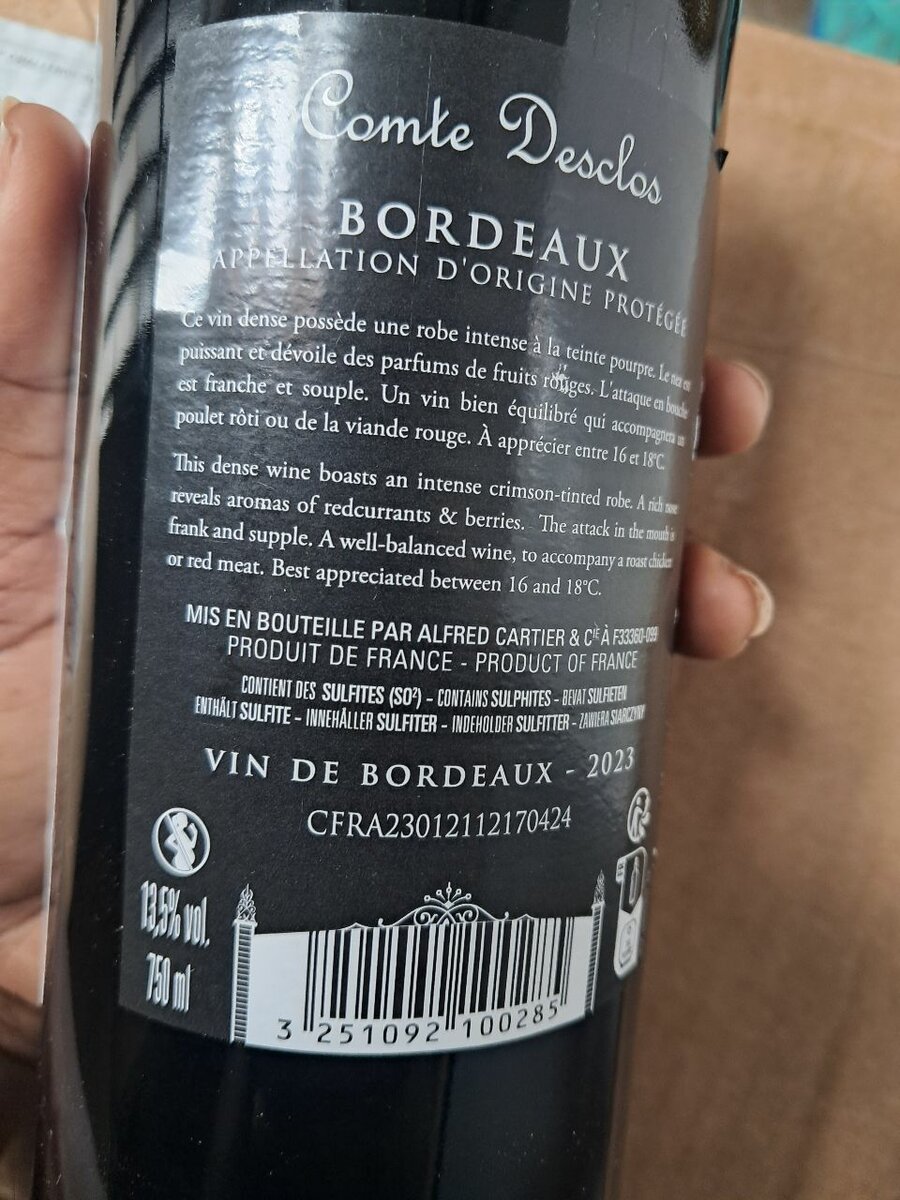 Comte Desclos
BORDEAUX
APPELLATION D'ORIGINE PROTÉGÉE
Ce vin dense possède une robe intense à la teinte pourpre. Le nez est
puissant et dévoile des parfums de fruits rouges. L'attaque en bouche
est franche et souple. Un vin bien équilibré qui accompagnera un
poulet rôti ou de la viande rouge. À apprécier entre 16 et 18°C.
This dense wine boasts an intense crimson-tinted robe. A rich nose
reveals aromas of redcurrants & berries. The attack in the mouth is
frank and supple. A well-balanced wine, to accompany a roast chicken
or red meat. Best appreciated between 16 and 18°C.
MIS EN BOUTEILLE PAR ALFRED CARTIER & CIE À F33360-099
PRODUIT DE FRANCE - PRODUCT OF FRANCE
CONTIENT DES SULFITES (SO²) - CONTAINS SULPHITES - BEVAT SULFIETEN
ENTHÄLT SULFITE - INNEHÅLLER SULFITER - INDEHOLDER SULFITTER - ZAWIERA SIARCZYNY
VIN DE BORDEAUX - 2023
CFRA23012112170424
13,5% vol.
750 ml
3 251092 100285